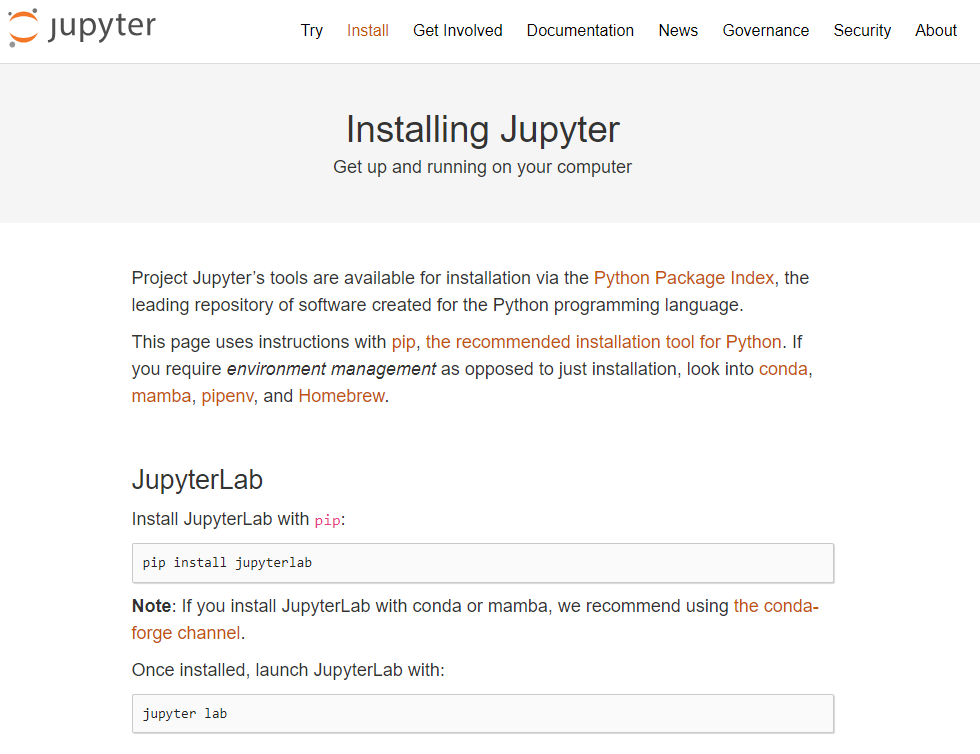 jupyter
Try Install Get Involved Documentation News Governance Security About
Installing Jupyter
Get up and running on your computer
Project Jupyter’s tools are available for installation via the Python Package Index, the
leading repository of software created for the Python programming language.
This page uses instructions with pip, the recommended installation tool for Python. If
you require environment management as opposed to just installation, look into conda,
mamba, pipenv, and Homebrew.
JupyterLab
Install JupyterLab with pip:
pip install jupyterlab
Note: If you install JupyterLab with conda or mamba, we recommend using the conda-
forge channel.
Once installed, launch JupyterLab with:
jupyter lab